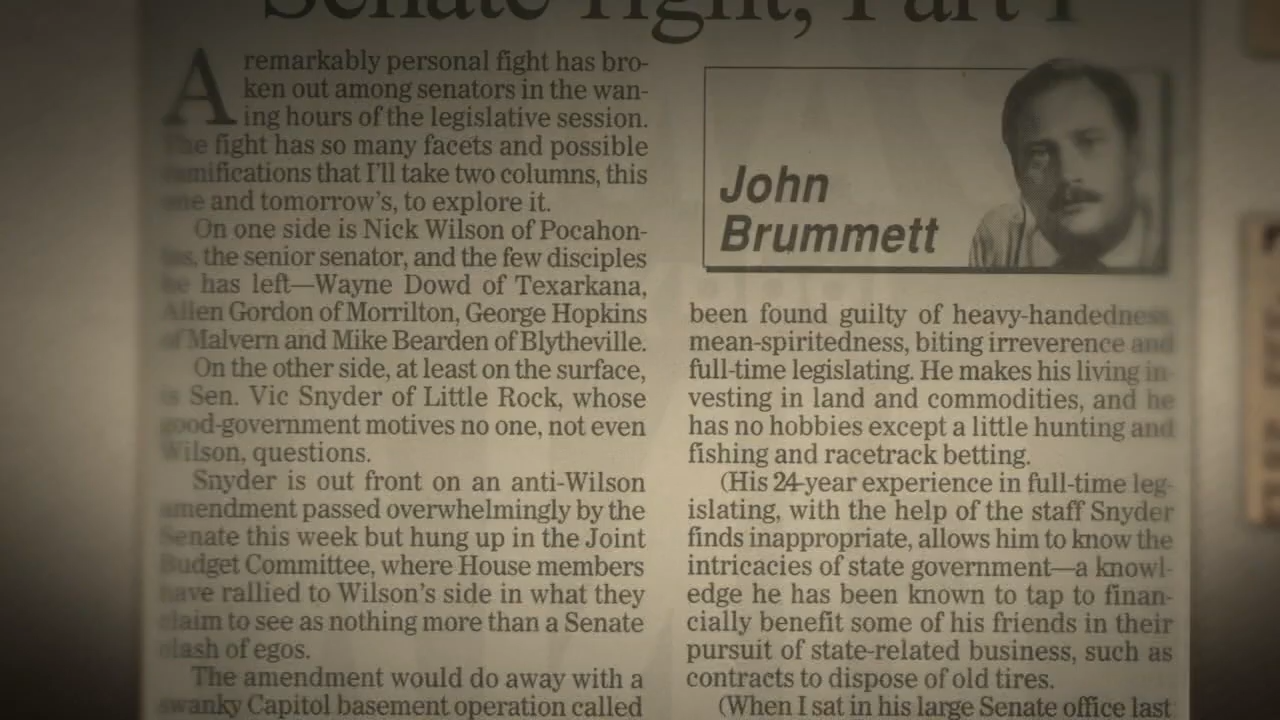 Senate fight, Part I
A remarkably personal fight has bro-
ken out among senators in the wan-
ing hours of the legislative session.
The fight has so many facets and possible
ramifications that I'll take two columns, this
one and tomorrow's, to explore it.
On one side is Nick Wilson of Pocahon-
tas, the senior senator, and the few disciples
he has left—Wayne Dowd of Texarkana,
Allen Gordon of Morrilton, George Hopkins
of Malvern and Mike Bearden of Blytheville.
On the other side, at least on the surface,
is Sen. Vic Snyder of Little Rock, whose
good-government motives no one, not even
Wilson, questions.
Snyder is out front on an anti-Wilson
amendment passed overwhelmingly by the
Senate this week but hung up in the Joint
Budget Committee, where House members
have rallied to Wilson's side in what they
claim to see as nothing more than a Senate
clash of egos.
The amendment would do away with a
swanky Capitol basement operation called
John
Brummett
been found guilty of heavy-handedness,
mean-spiritedness, biting irreverence and
full-time legislating. He makes his living in-
vesting in land and commodities, and he
has no hobbies except a little hunting and
fishing and racetrack betting.
(His 24-year experience in full-time leg-
islating, with the help of the staff Snyder
finds inappropriate, allows him to know the
intricacies of state government—a knowl-
edge he has been known to tap to finan-
cially benefit some of his friends in their
pursuit of state-related business, such as
contracts to dispose of old tires.
(When I sat in his large Senate office last